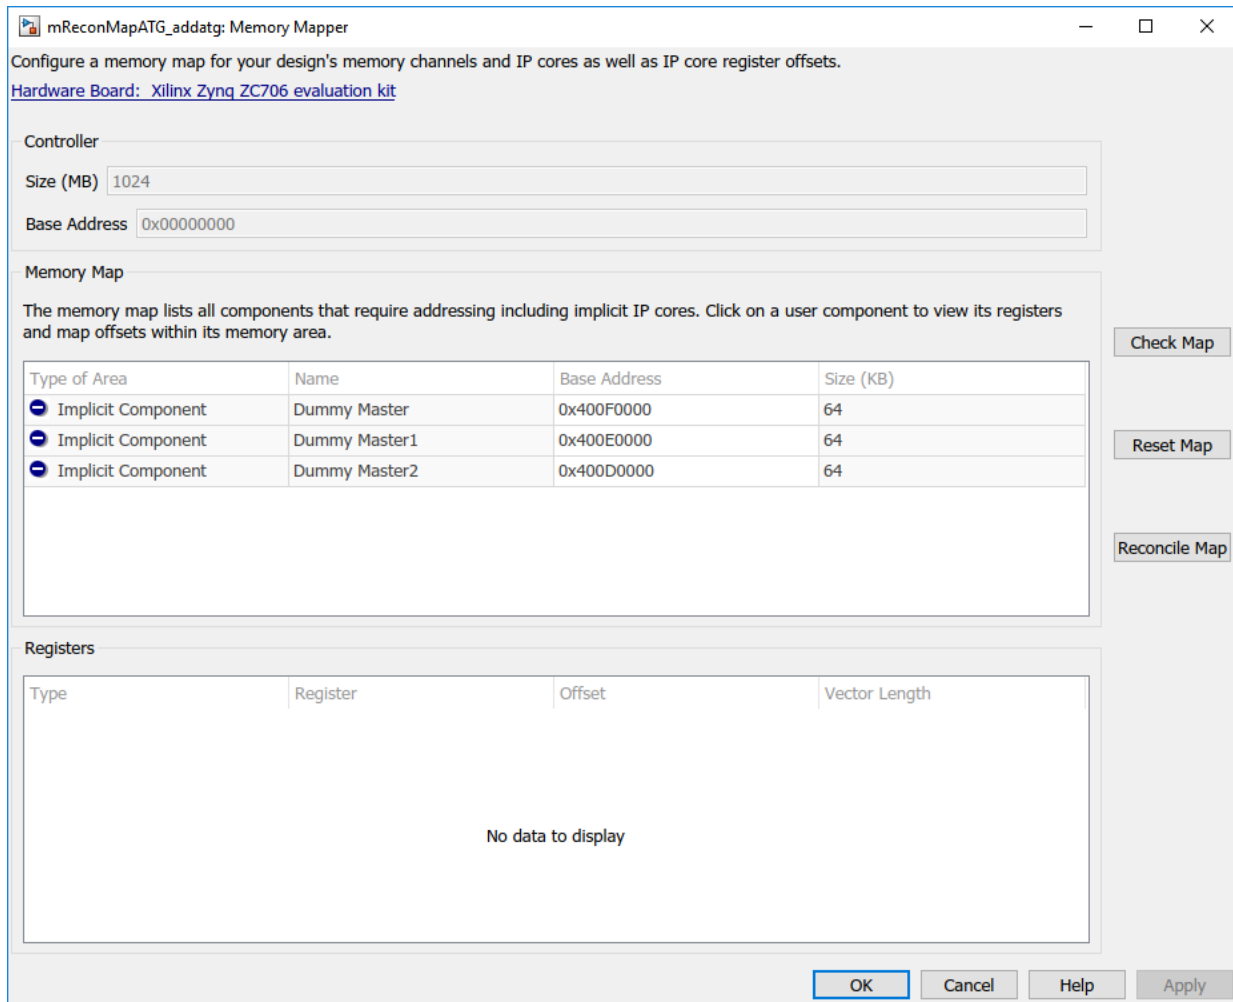 mReconMapATG_addatg: Memory Mapper
Configure a memory map for your design's memory channels and IP cores as well as IP core register offsets.
Hardware Board: Xilinx Zynq ZC706 evaluation kit
Controller
Size (MB) 1024
Base Address 0x00000000
Memory Map
The memory map lists all components that require addressing including implicit IP cores. Click on a user component to view its registers
and map offsets within its memory area.
Type of Area Name Base Address Size (KB)
Implicit Component Dummy Master 0x400F0000 64
Implicit Component Dummy Master1 0x400E0000 64
Implicit Component Dummy Master2 0x400D0000 64
Check Map
Reset Map
Reconcile Map
Registers
Type Register Offset Vector Length
No data to display
OK Cancel Help Apply